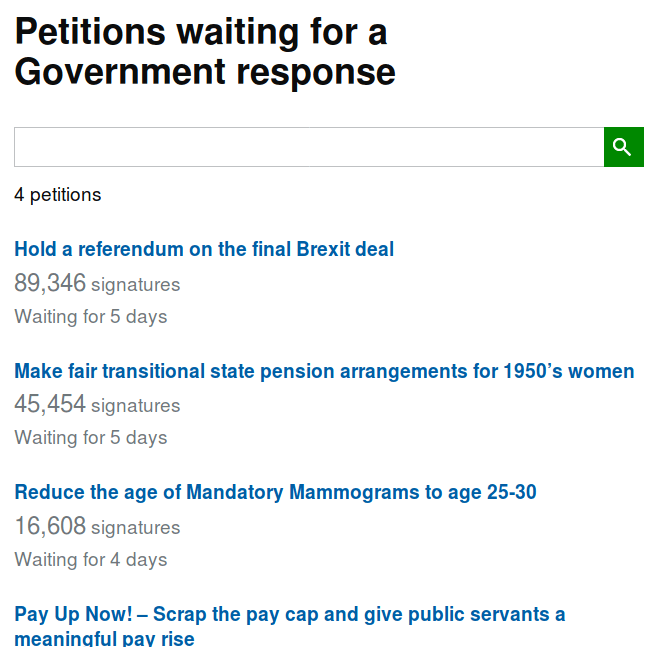 Petitions waiting for a
Government response
4 petitions
Hold a referendum on the final Brexit deal
89,346 signatures
Waiting for 5 days
Make fair transitional state pension arrangements for 1950’s women
45,454 signatures
Waiting for 5 days
Reduce the age of Mandatory Mammograms to age 25-30
16,608 signatures
Waiting for 4 days
Pay Up Now! – Scrap the pay cap and give public servants a
meaningful pay rise